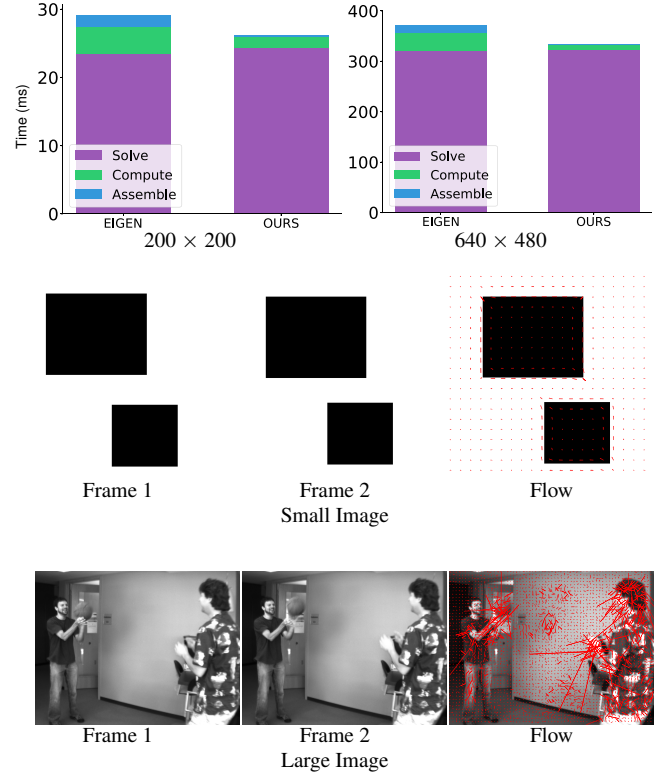 30
20
10
0
Time (ms)
Solve
Compute
Assemble
EIGEN
OURS
200 × 200
400
300
200
100
0
Solve
Compute
Assemble
EIGEN
OURS
640 × 480
Frame 1
Frame 2
Flow
Small Image
Frame 1
Frame 2
Flow
Large Image